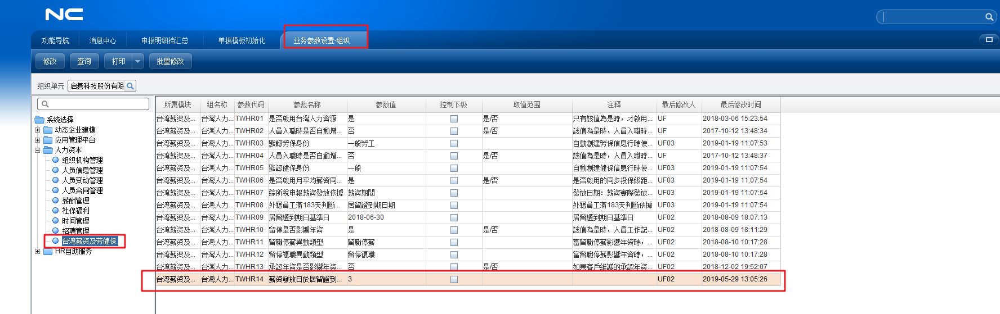 NC
功能导航 消息中心 申报明细档汇总 单据模板初始化 业务参数设置-组织
修改 查询 打印 批量修改
组织单元 启碁科技股份有限
系统选择
动态企业建模
应用管理平台
人力资本
组织机构管理
人员信息管理
人员变动管理
人员合同管理
薪酬管理
社保福利
时间管理
招聘管理
台湾薪资及劳健保
HR自助服务
所属模块 组名称 参数代码 参数名称 参数值 控制下级 取值范围 注释 最后修改人 最后修改时间
台湾薪资及... 台灣人力... TWHR01 是否啟用台灣人力資源 是 是/否 只有該值為是時，才啟用... UF 2018-03-06 15:23:54
台湾薪资及... 台灣人力... TWHR02 人員入職時是否自動增... 否 是/否 該值為是時，人員入職時... UF 2017-10-12 13:48:34
台湾薪资及... 台灣人力... TWHR03 默認勞保身份 一般勞工 自動創建勞保信息行時使... UF03 2019-01-19 11:07:53
台湾薪资及... 台灣人力... TWHR04 人員入職時是否自動增... 否 是/否 該值為是時，人員入職時... UF 2017-10-12 13:48:37
台湾薪资及... 台灣人力... TWHR05 默認健保身份 一般 自動創建健保信息行時使... UF03 2019-01-19 11:07:54
台湾薪资及... 台灣人力... TWHR06 是否啟用月平均薪資同... 是 是/否 是否啟用的同步投保級距... UF03 2019-01-19 11:07:54
台湾薪资及... 台灣人力... TWHR07 綜所稅申報薪資發放依據 薪資期間 發放日期：薪資實際發放... UF03 2019-01-19 11:07:54
台湾薪资及... 台灣人力... TWHR08 外籍員工滿183天判斷... 居留證到期日期 外籍員工滿183天判斷依據 UF03 2019-01-19 11:07:54
台湾薪资及... 台灣人力... TWHR09 居留證到期日基準日 2018-06-30 居留證到期日基準日 UF02 2018-08-09 18:07:13
台湾薪资及... 台灣人力... TWHR10 留停是否影響年資 是 是/否 該值為是時，人員工作記... UF02 2018-08-09 18:11:29
台湾薪资及... 台灣人力... TWHR11 留職停薪異動類型 留職停薪 當留職停薪影響年資時，... UF02 2018-08-10 10:17:28
台湾薪资及... 台灣人力... TWHR12 留停復職異動類型 留停復職 當留職停薪影響年資時，... UF02 2018-08-10 10:17:28
台湾薪资及... 台灣人力... TWHR13 承認年資是否影響年資... 否 是/否 如果客戶維護的承認年資... UF02 2018-12-02 19:52:07
台湾薪资及... 台灣人力... TWHR14 薪資發放日於居留證到... 3 UF02 2019-05-29 13:05:26